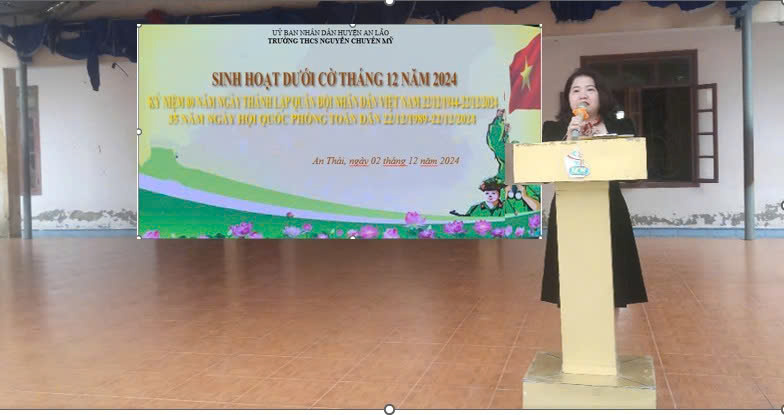 UỶ BAN NHÂN DÂN HUYỆN AN LÃO
TRƯỜNG THCS NGUYỄN CHUYÊN MỸ
SINH HOẠT DƯỚI CỜ THÁNG 12 NĂM 2024
KỶ NIỆM 80 NĂM NGÀY THÀNH LẬP QUÂN ĐỘI NHÂN DÂN VIỆT NAM 22/12/1944-22/12/2024
35 NĂM NGÀY HỘI QUỐC PHÒNG TOÀN DÂN 22/12/1989-22/12/2024
An Thái, ngày 02 tháng 12 năm 2024